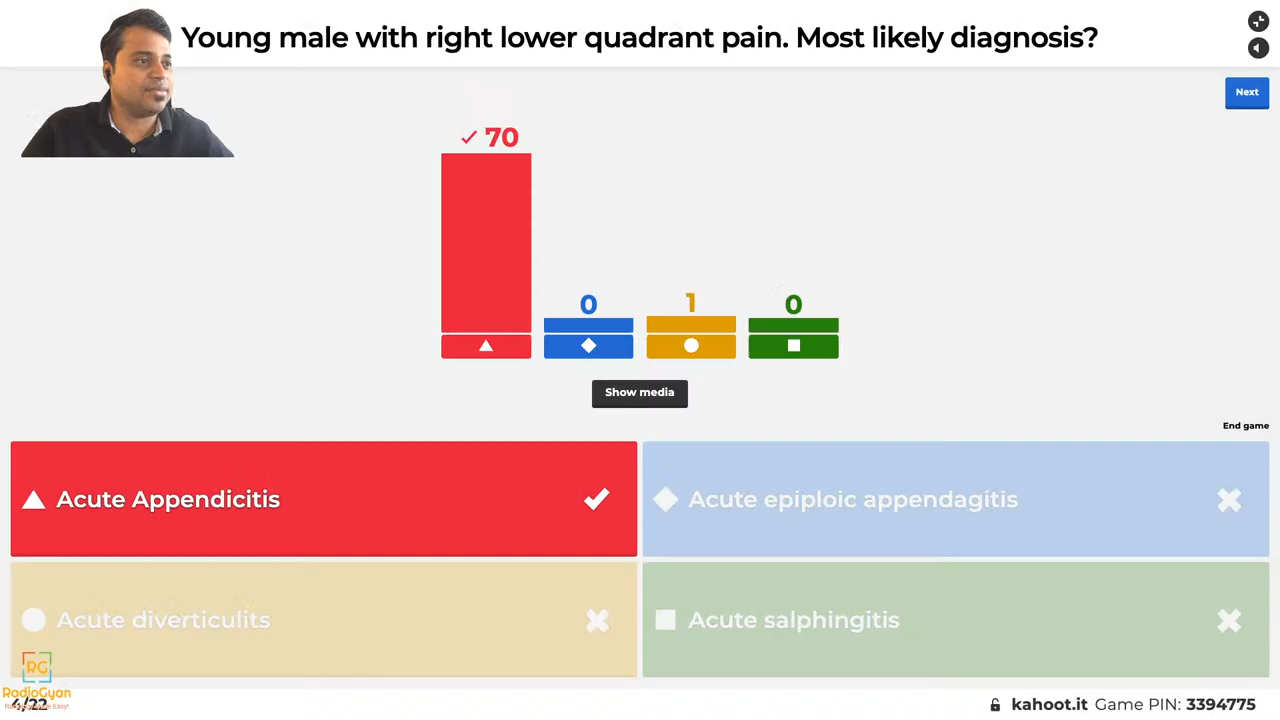 Young male with right lower quadrant pain. Most likely diagnosis?
Next
70
0
1
0
Show media
End game
Acute Appendicitis
Acute epiploic appendagitis
Acute diverticulits
Acute salphingitis
RG
RadioGyan
4/22
kahoot.it Game PIN: 3394775